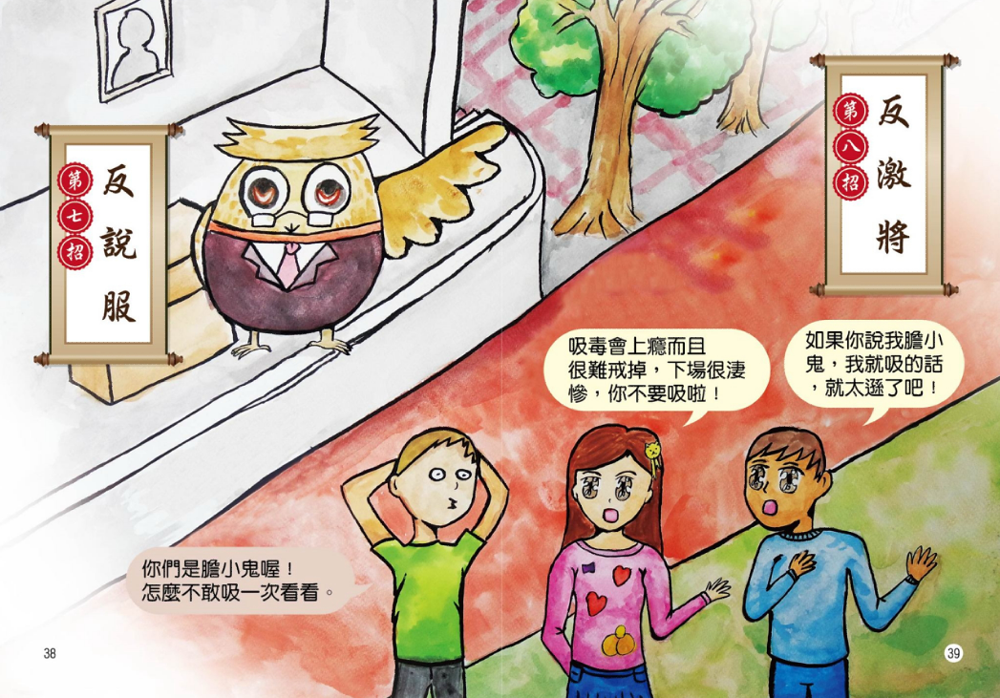 第七招
反說服
第八招
反激將
你們是膽小鬼喔！
怎麼不敢吸一次看看。
吸毒會上癮而且
很難戒掉，下場很淒
慘，你不要吸啦！
如果你說我膽小
鬼，我就吸的話
，就太遜了吧！
38
39